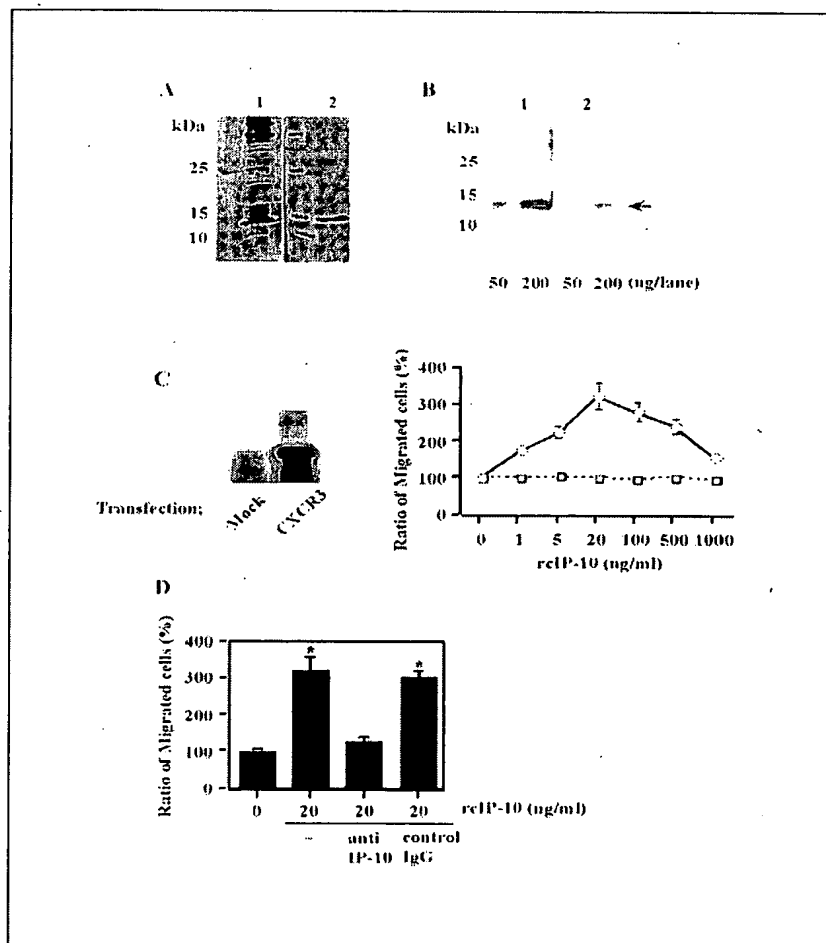 A
1 2
kDa
25
15
10
B
1 2
kDa
25
15
10
50 200 50 200 (ng/lane)
C
Transfection;
Mock
CXCR3
Ratio of Migrated cells (%)
400
300
200
100
0
0 1 5 20 100 500 1000
rcIP-10 (ng/ml)
D
Ratio of Migrated cells (%)
400
300
200
100
0
* *
0 20 20 20 rcIP-10 (ng/ml)
- anti control
IP-10 IgG